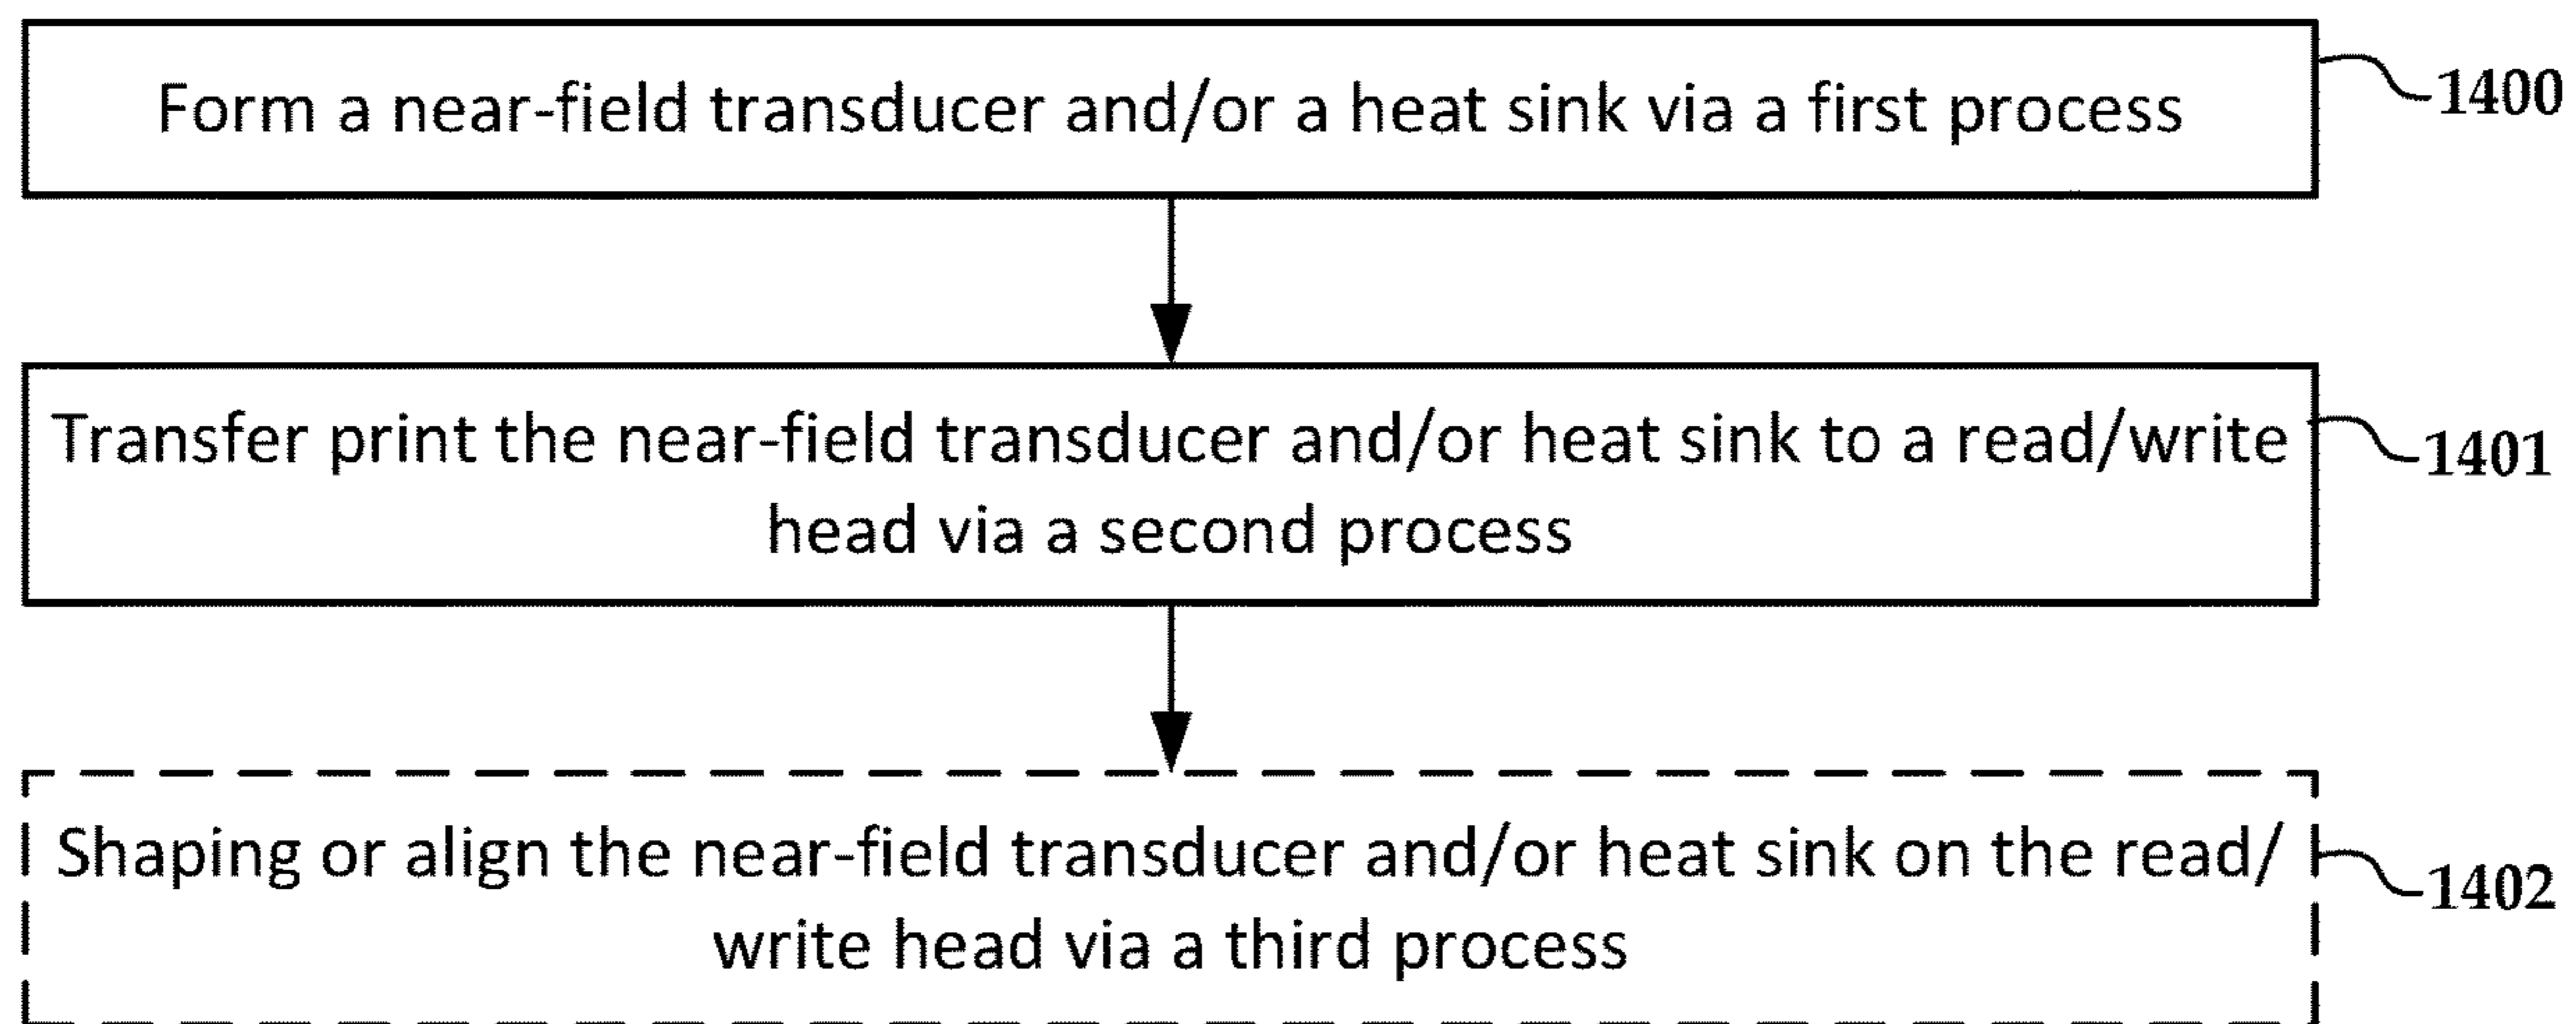 Form a near-field transducer and/or a heat sink via a first process
1400
Transfer print the near-field transducer and/or heat sink to a read/write
head via a second process
1401
Shaping or align the near-field transducer and/or heat sink on the read/
write head via a third process
1402